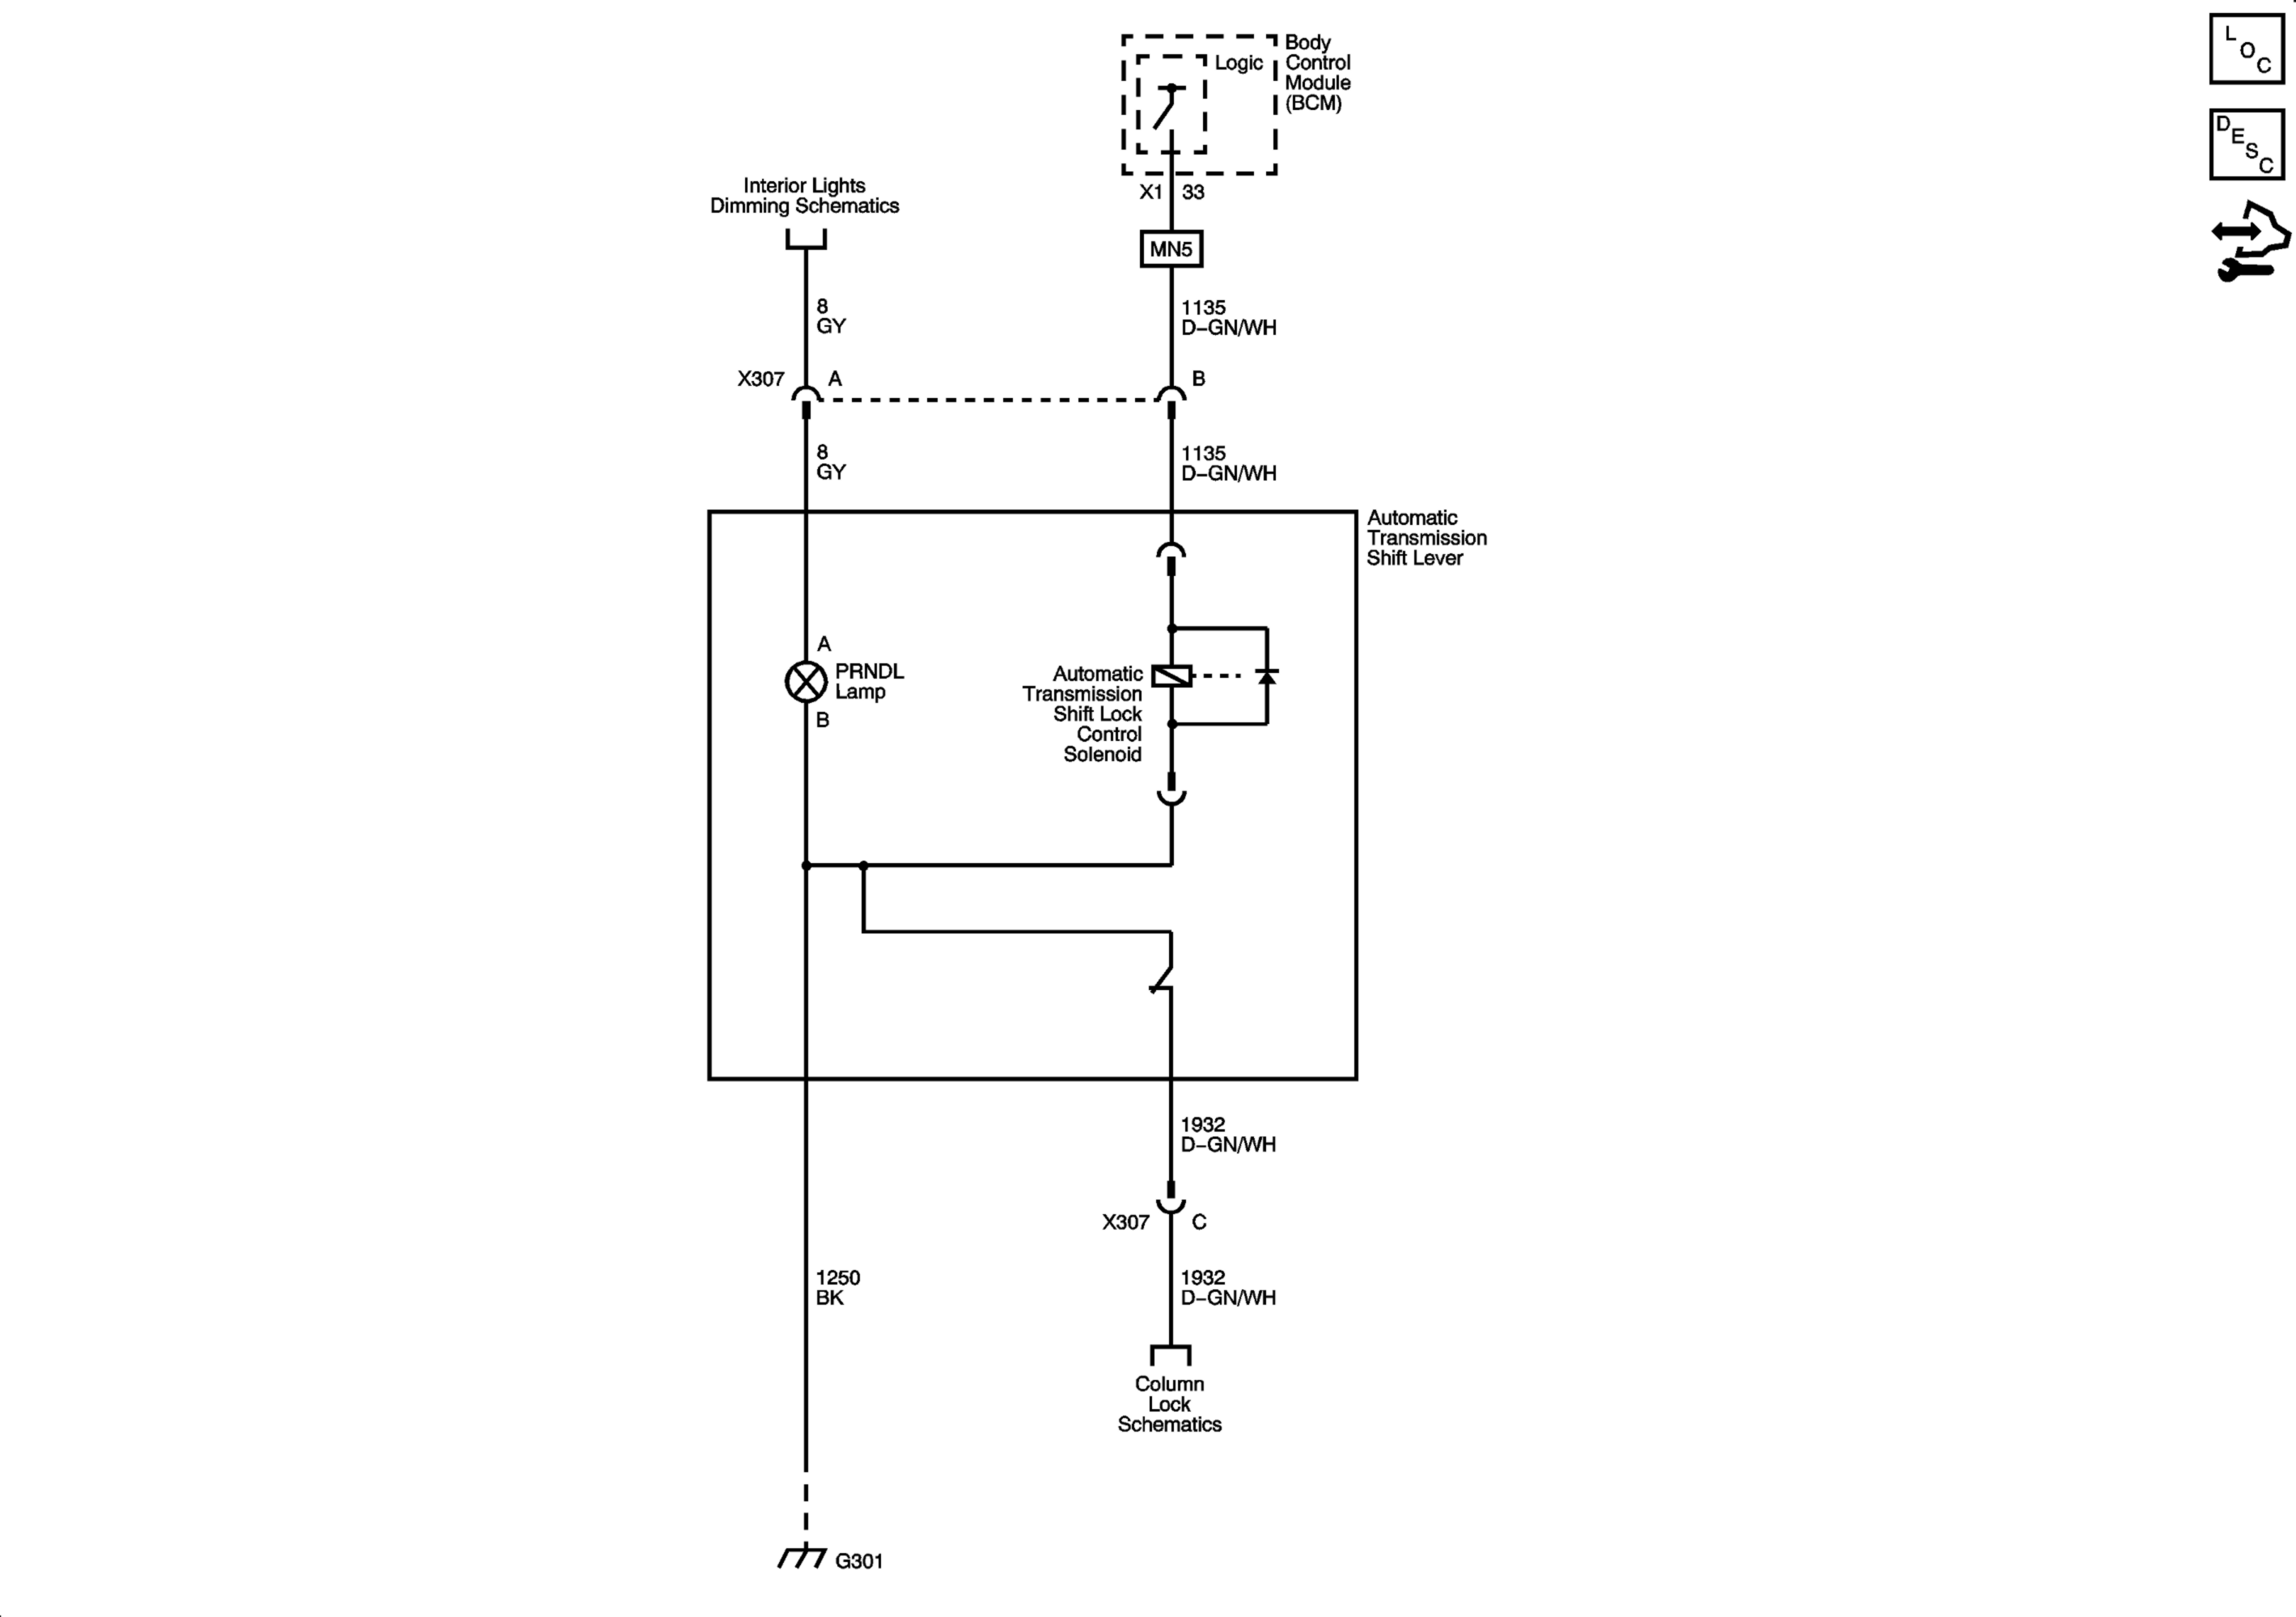 L
O
C
D
E
S
C
Body
Control
Module
(BCM)
Logic
X1 33
MN5
Interior Lights
Dimming Schematics
8
GY
1135
D–GN/WH
X307 A
B
8
GY
1135
D–GN/WH
Automatic
Transmission
Shift Lever
A
PRNDL
Lamp
B
Automatic
Transmission
Shift Lock
Control
Solenoid
1932
D–GN/WH
X307 C
1250
BK
1932
D–GN/WH
Column
Lock
Schematics
G301